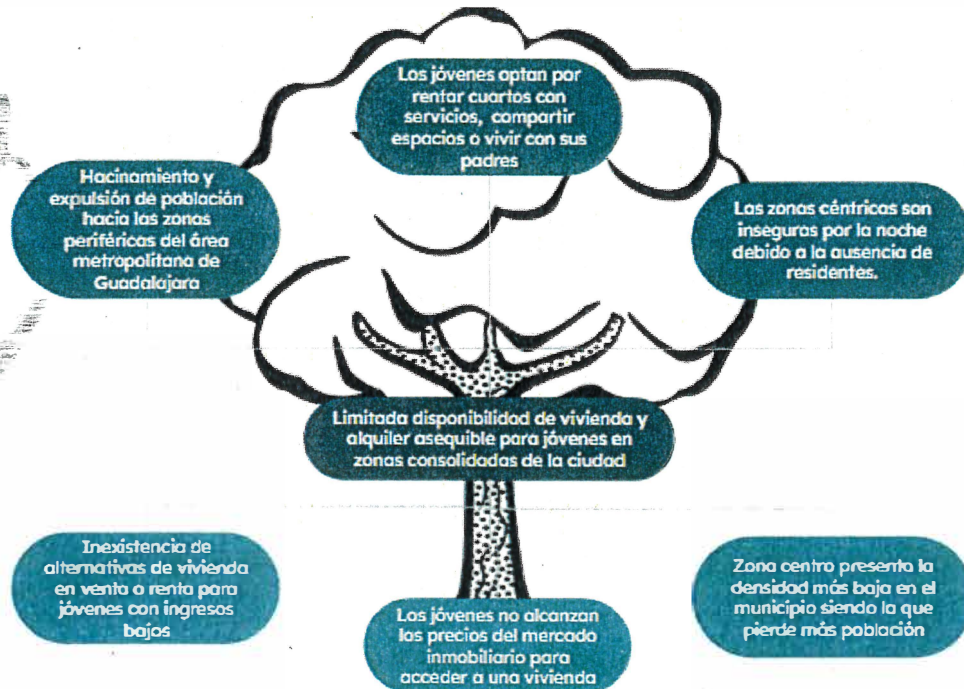 Los jóvenes optan por
rentar cuartos con
servicios, compartir
espacios o vivir con sus
padres
Hacinamiento y
expulsión de población
hacia las zonas
periféricas del área
metropolitana de
Guadalajara
Las zonas céntricas son
inseguras por la noche
debido a la ausencia de
residentes.
Limitada disponibilidad de vivienda y
alquiler asequible para jóvenes en
zonas consolidadas de la ciudad
Inexistencia de
alternativas de vivienda
en venta o renta para
jóvenes con ingresos
bajos
Los jóvenes no alcanzan
los precios del mercado
inmobiliario para
acceder a una vivienda
Zona centro presenta la
densidad más baja en el
municipio siendo la que
pierde más población